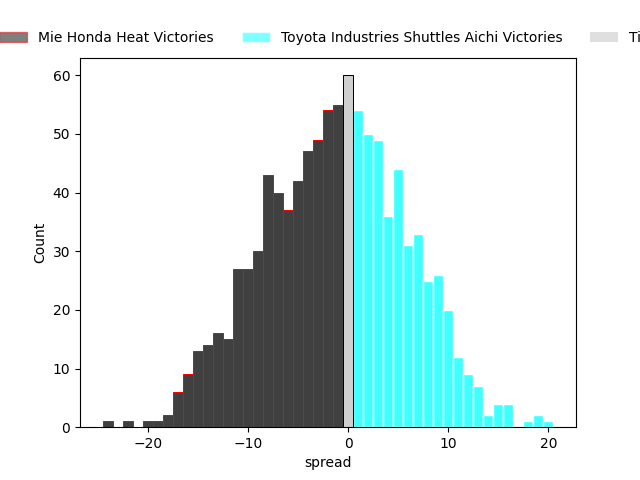 Mie Honda Heat Victories Toyota Industries Shuttles Aichi Victories Ti
60
50
40
30
20
10
0
Count
−20 −10 0 10 20
spread